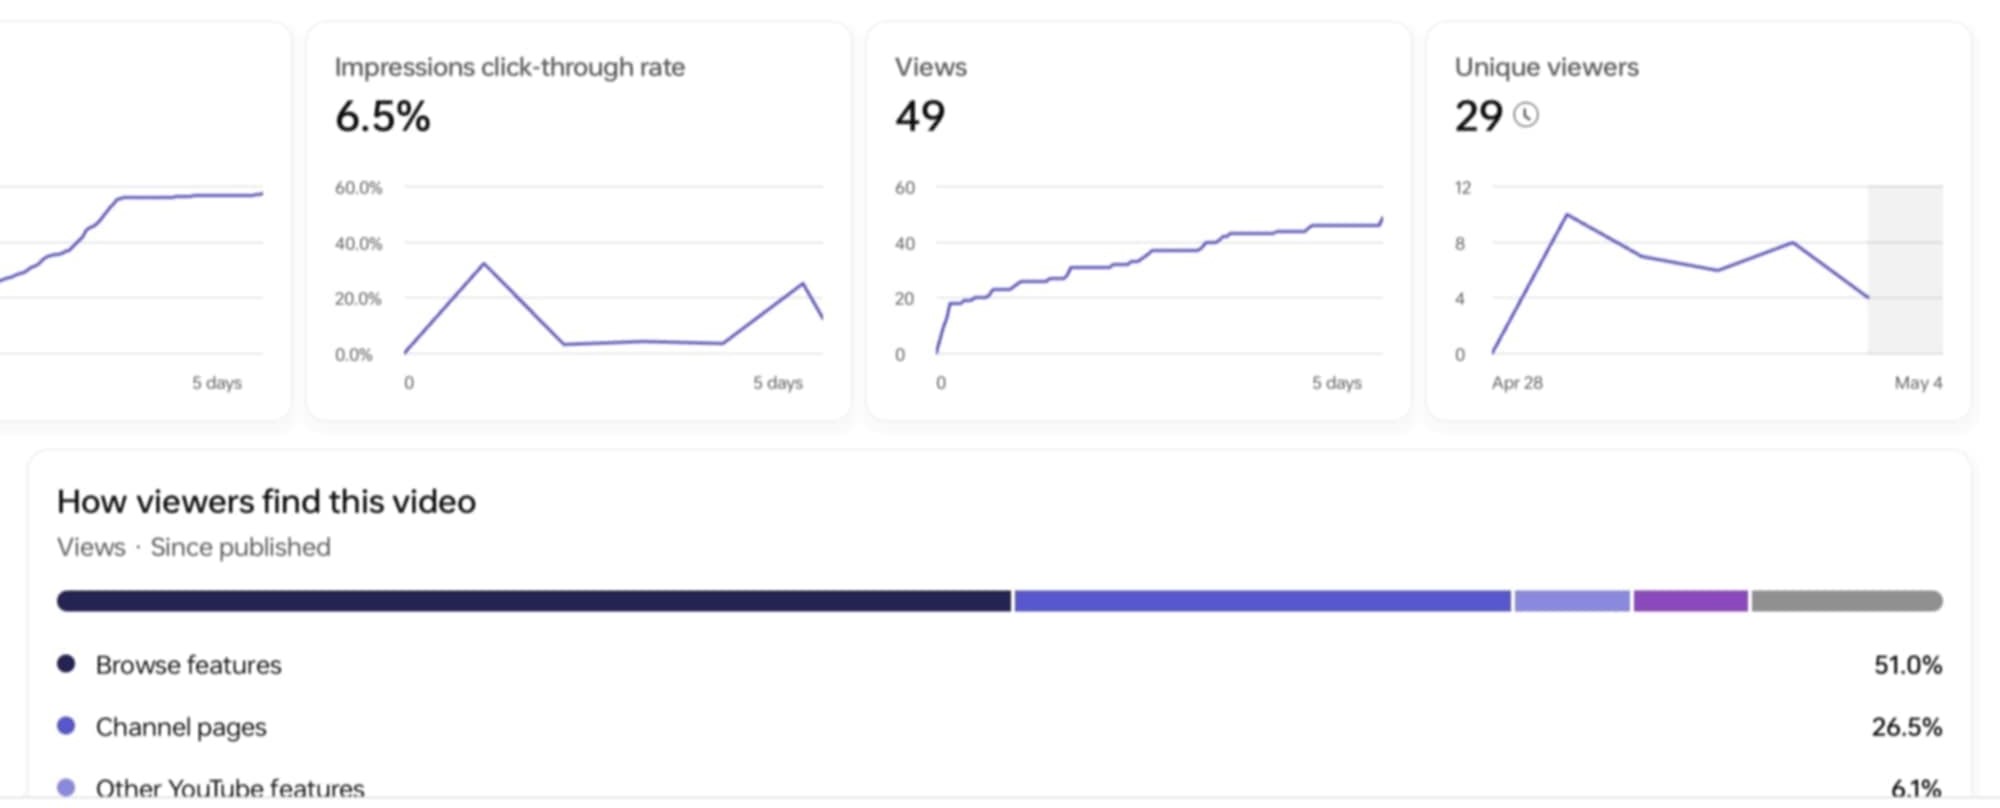 Impressions click-through rate
6.5%
60.0%
40.0%
20.0%
0.0%
0
5 days
5 days
Views
49
60
40
20
0
0
5 days
Unique viewers
29
12
8
4
0
Apr 28
May 4
How viewers find this video
Views · Since published
Browse features
51.0%
Channel pages
26.5%
Other YouTube features
6.1%